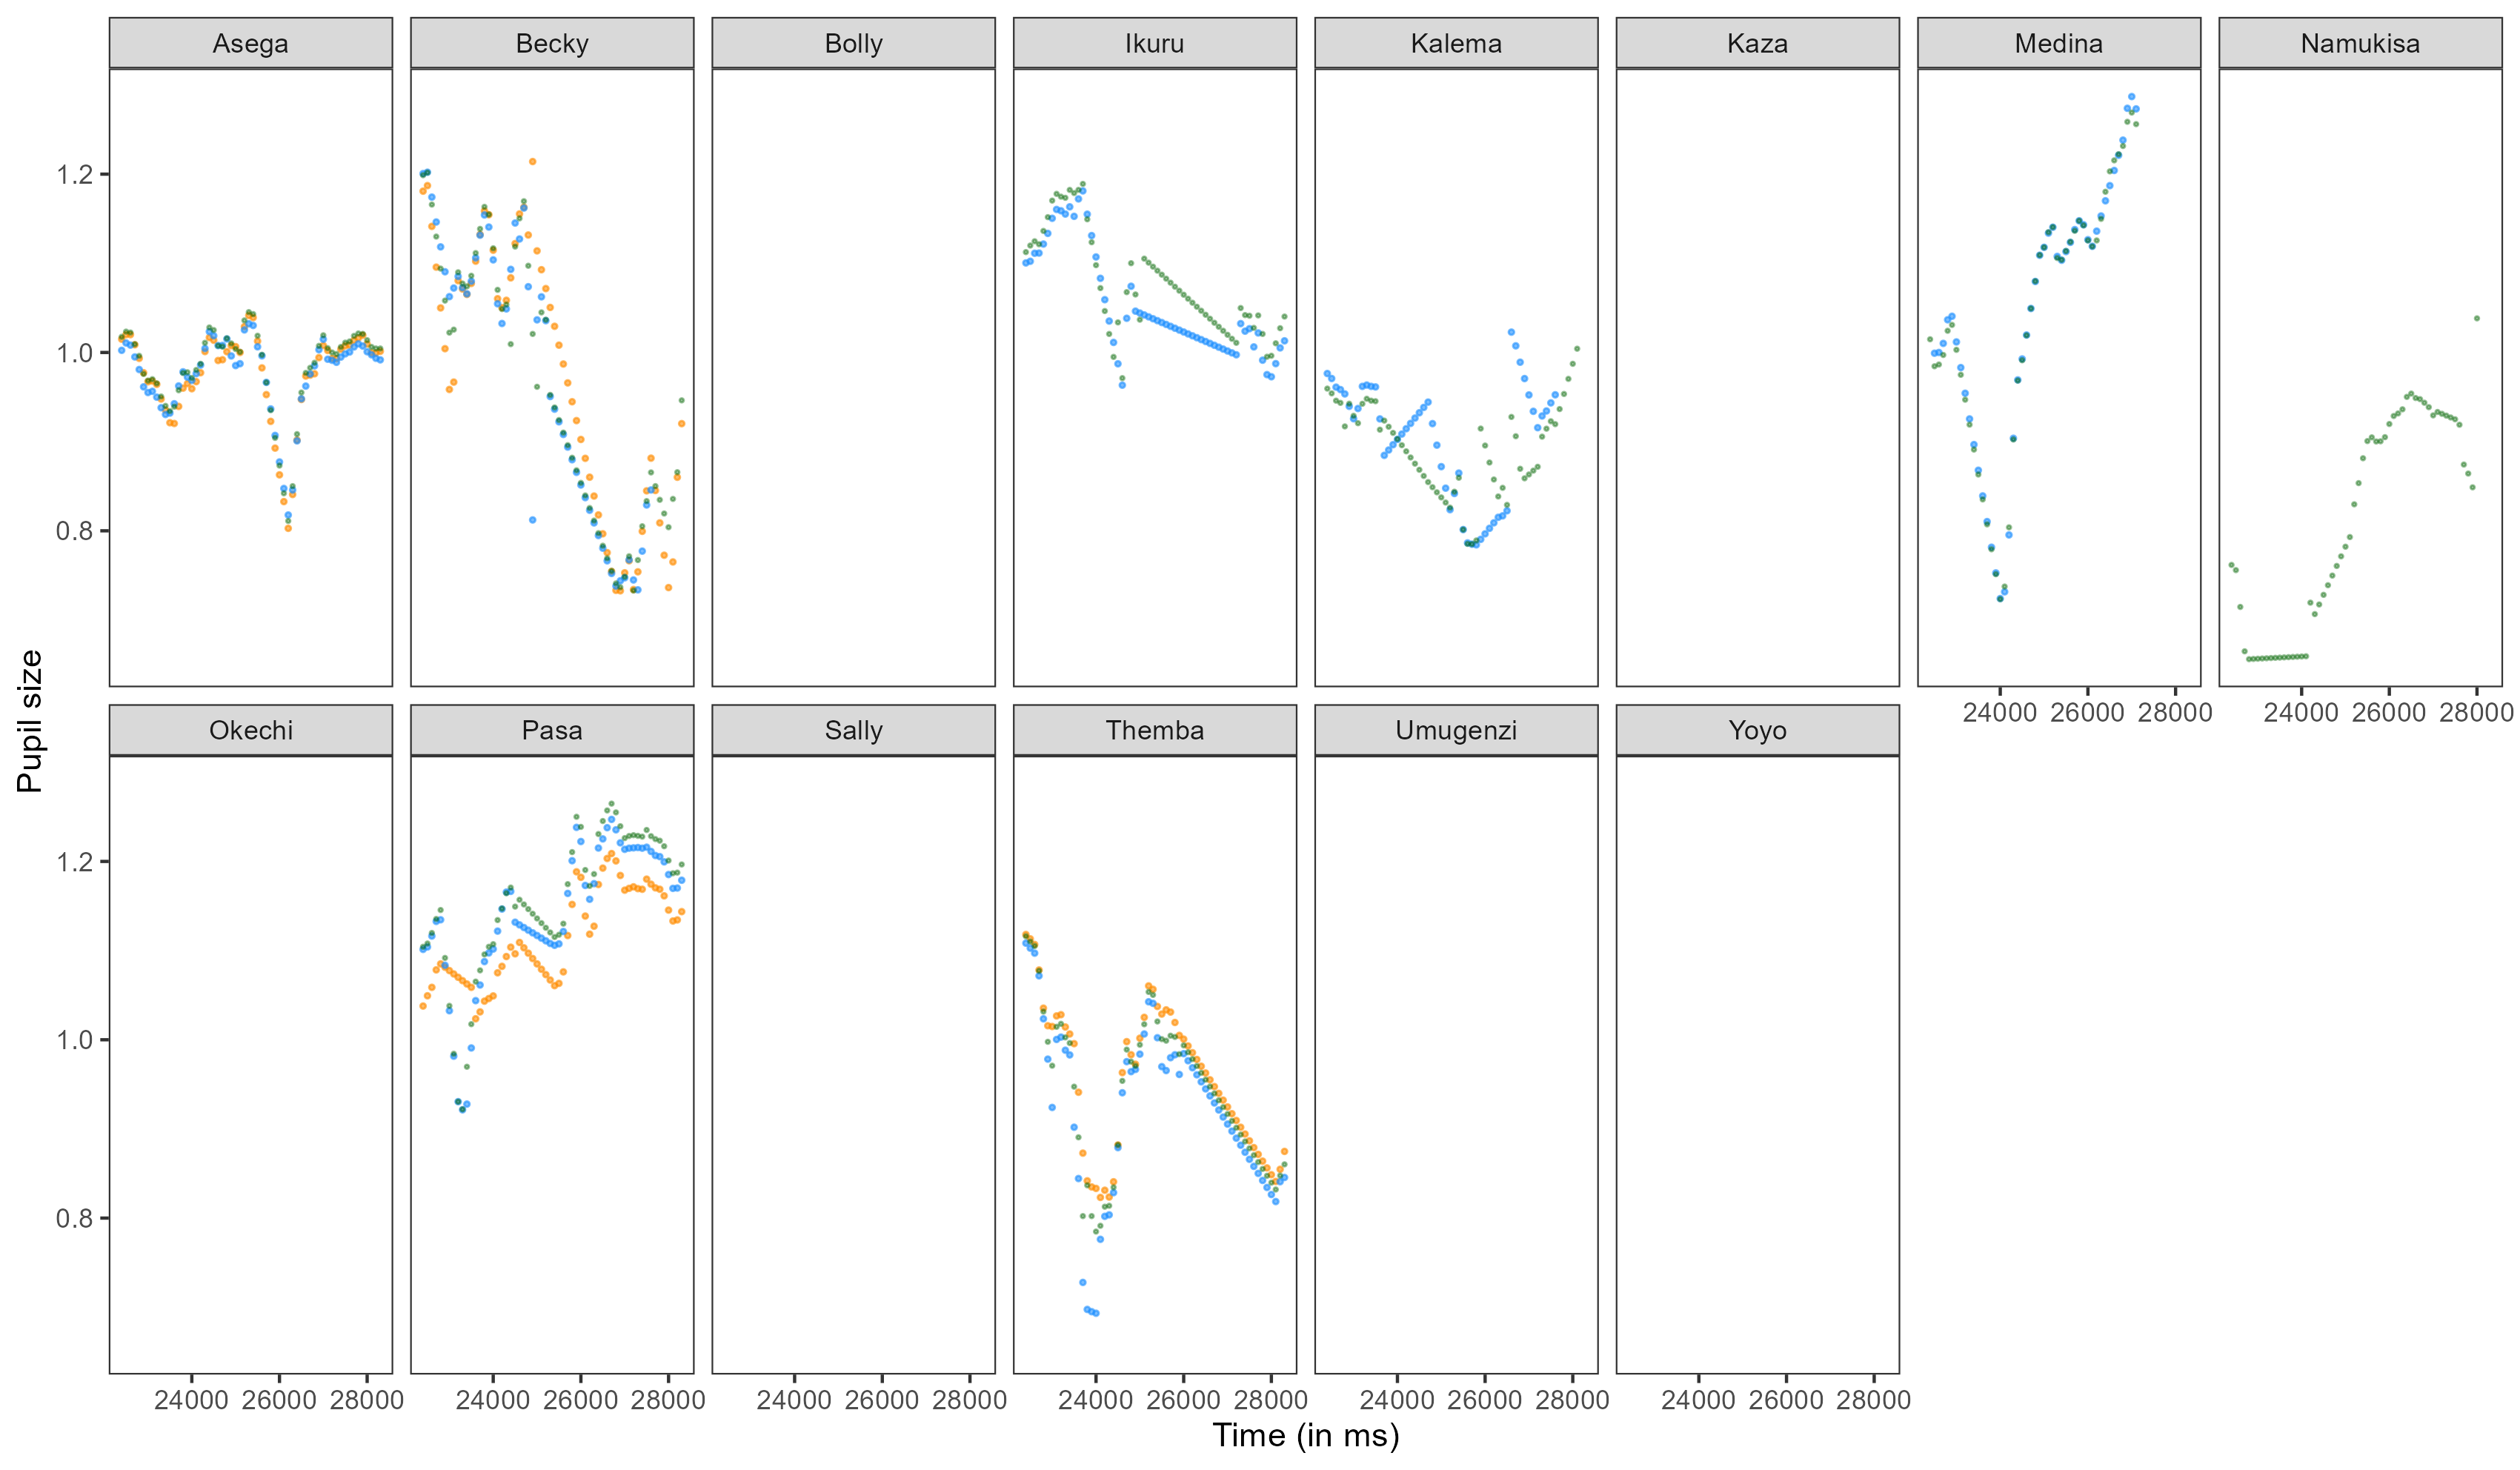 Asega Becky Bolly Ikuru Kalema Kaza Medina Namukisa
1.2
1.0
0.8
24000 26000 28000 24000 26000 28000
Okechi Pasa Sally Themba Umugenzi Yoyo
1.2
1.0
0.8
24000 26000 28000 24000 26000 28000 24000 26000 28000 24000 26000 28000 24000 26000 28000 24000 26000 28000
Time (in ms)
Pupil size